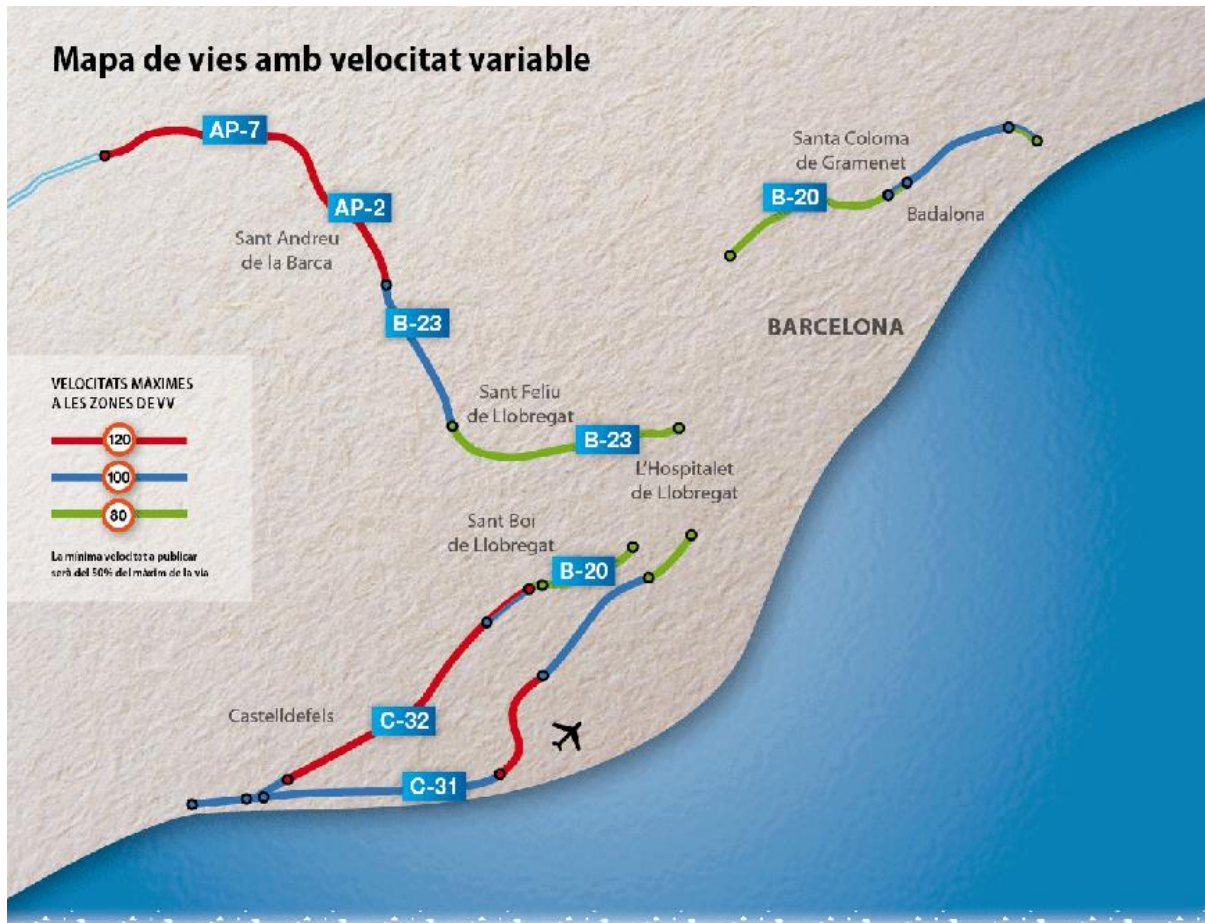 Mapa de vies amb velocitat variable
AP-7
AP-2
Sant Andreu
de la Barca
B-23
Santa Coloma
de Gramenet
B-20
Badalona
BARCELONA
VELOCITATS MÀXIMES
A LES ZONES DE VV
120
100
80
La mínima velocitat a publicar
serà del 50% del màxim de la via
Sant Feliu
de Llobregat
B-23
L'Hospitalet
de Llobregat
Sant Boi
de Llobregat
B-20
Castelldefels
C-32
C-31